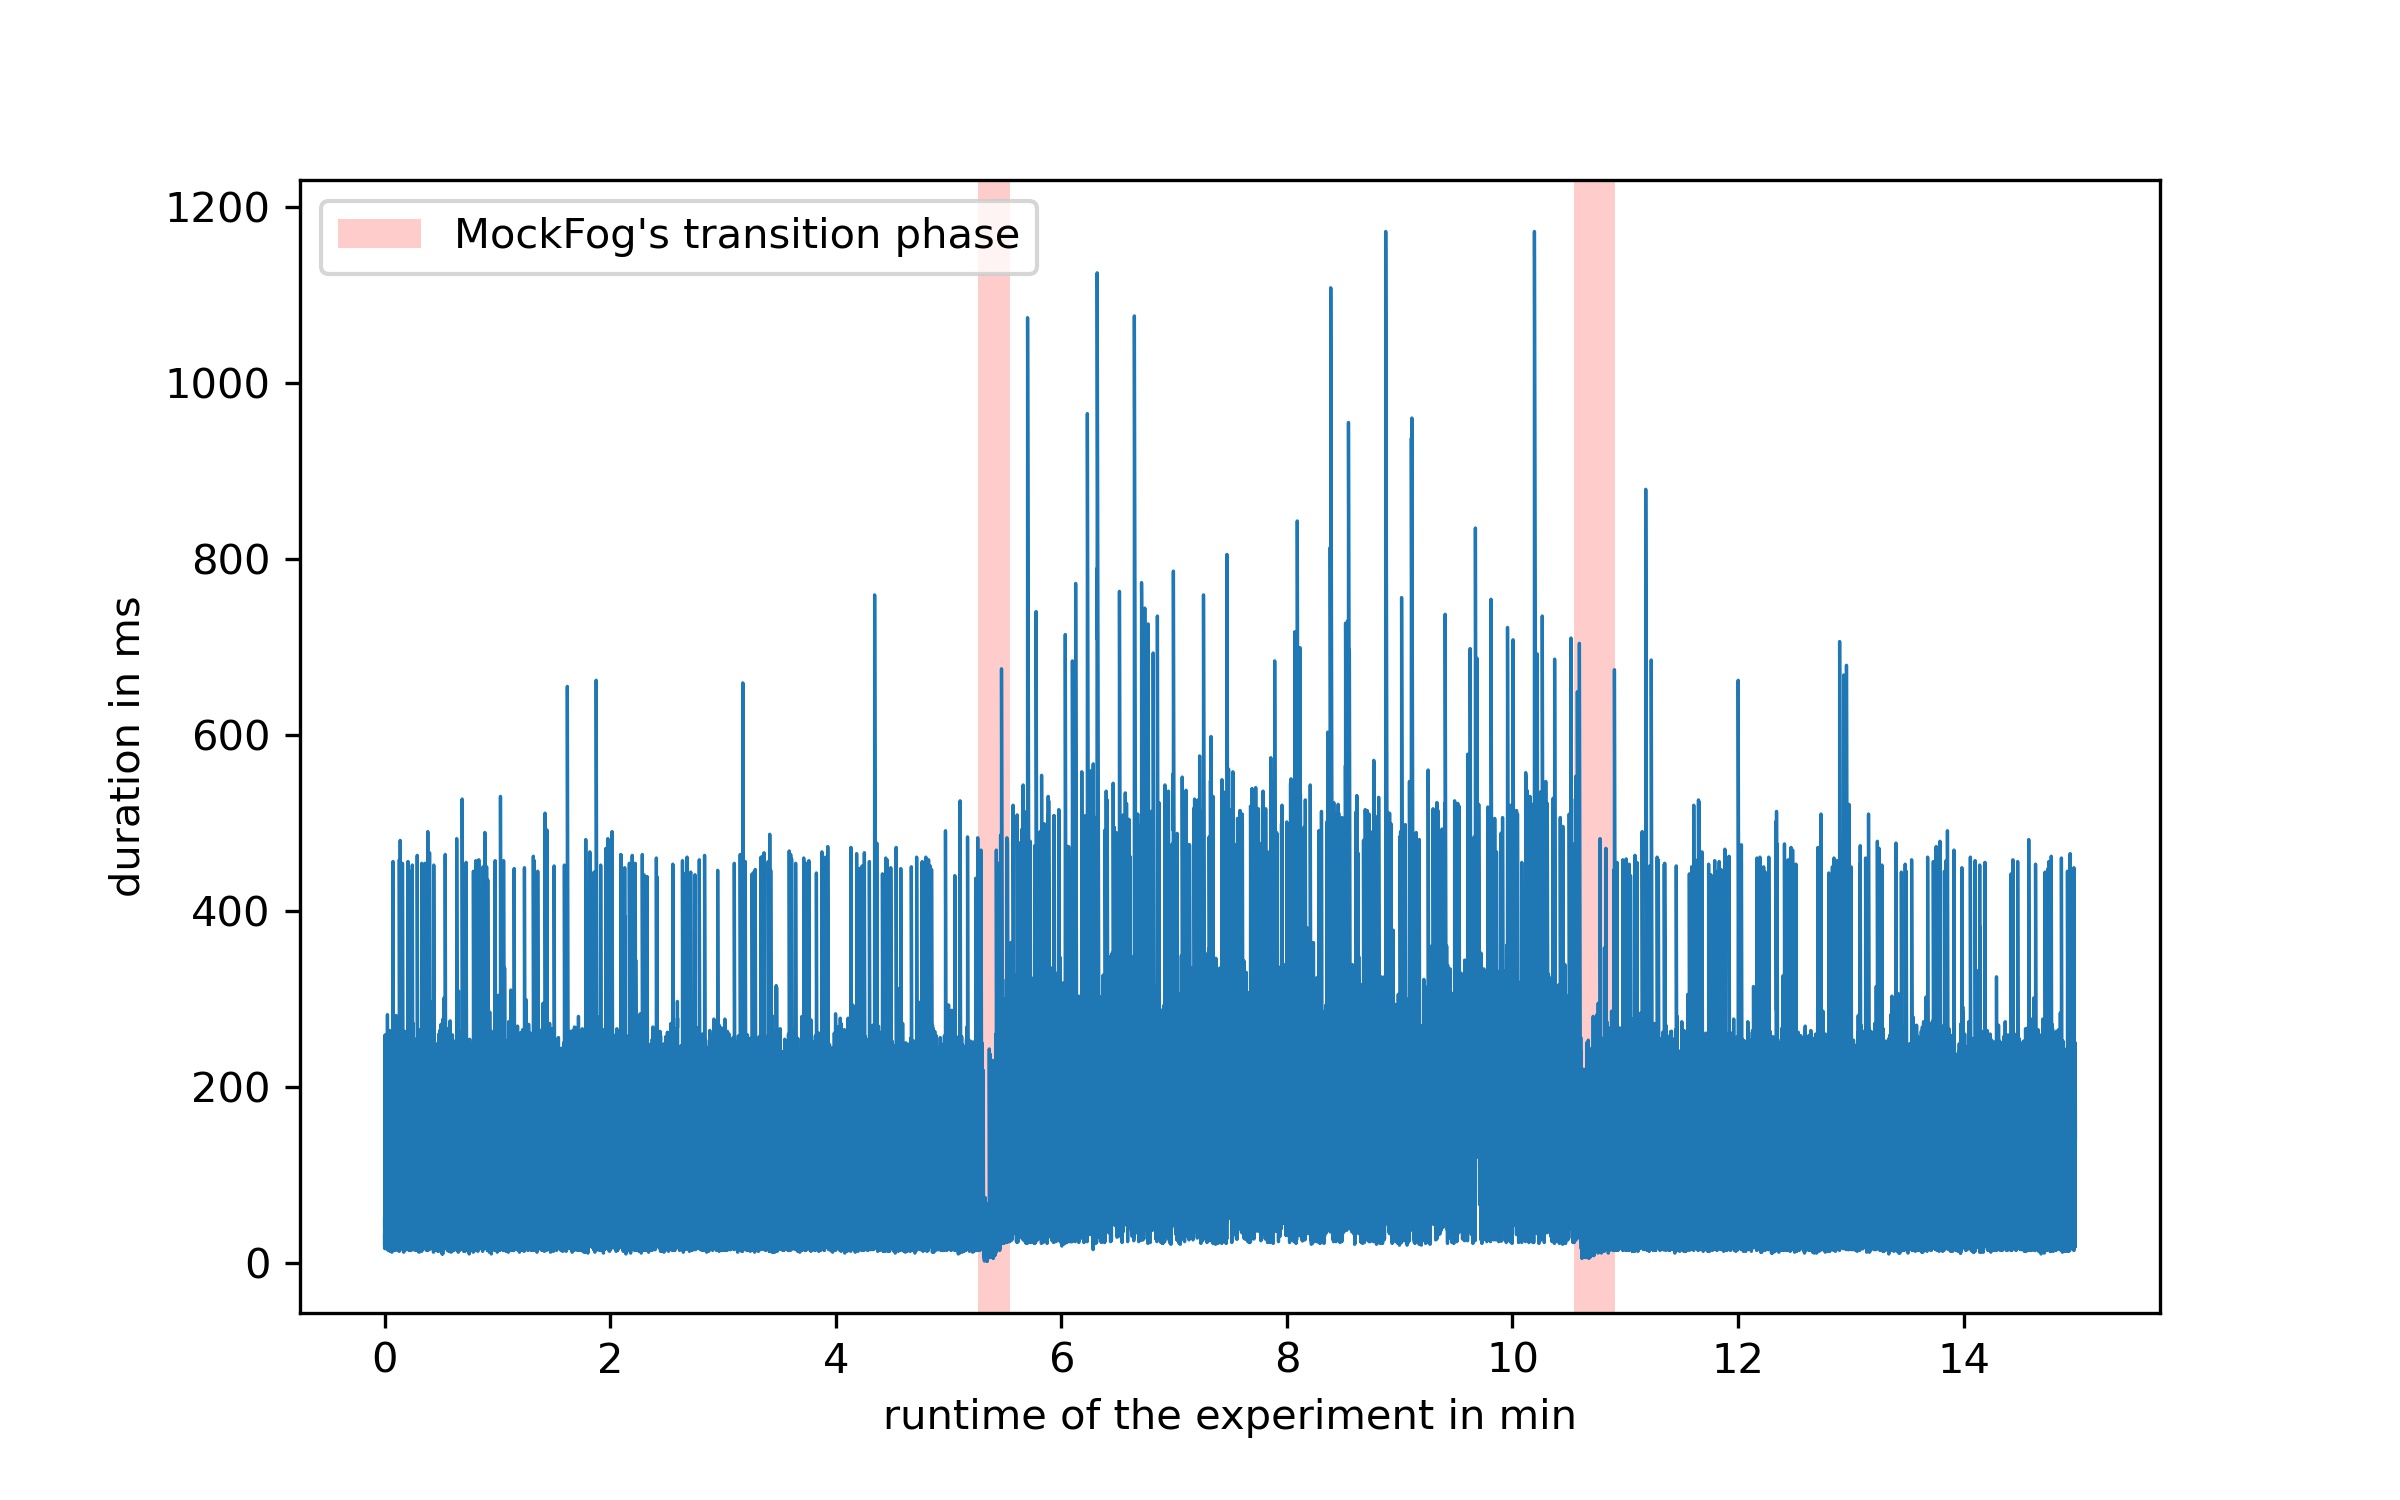 MockFog's transition phase
1200
1000
800
600
400
200
0
duration in ms
0 2 4 6 8 10 12 14
runtime of the experiment in min